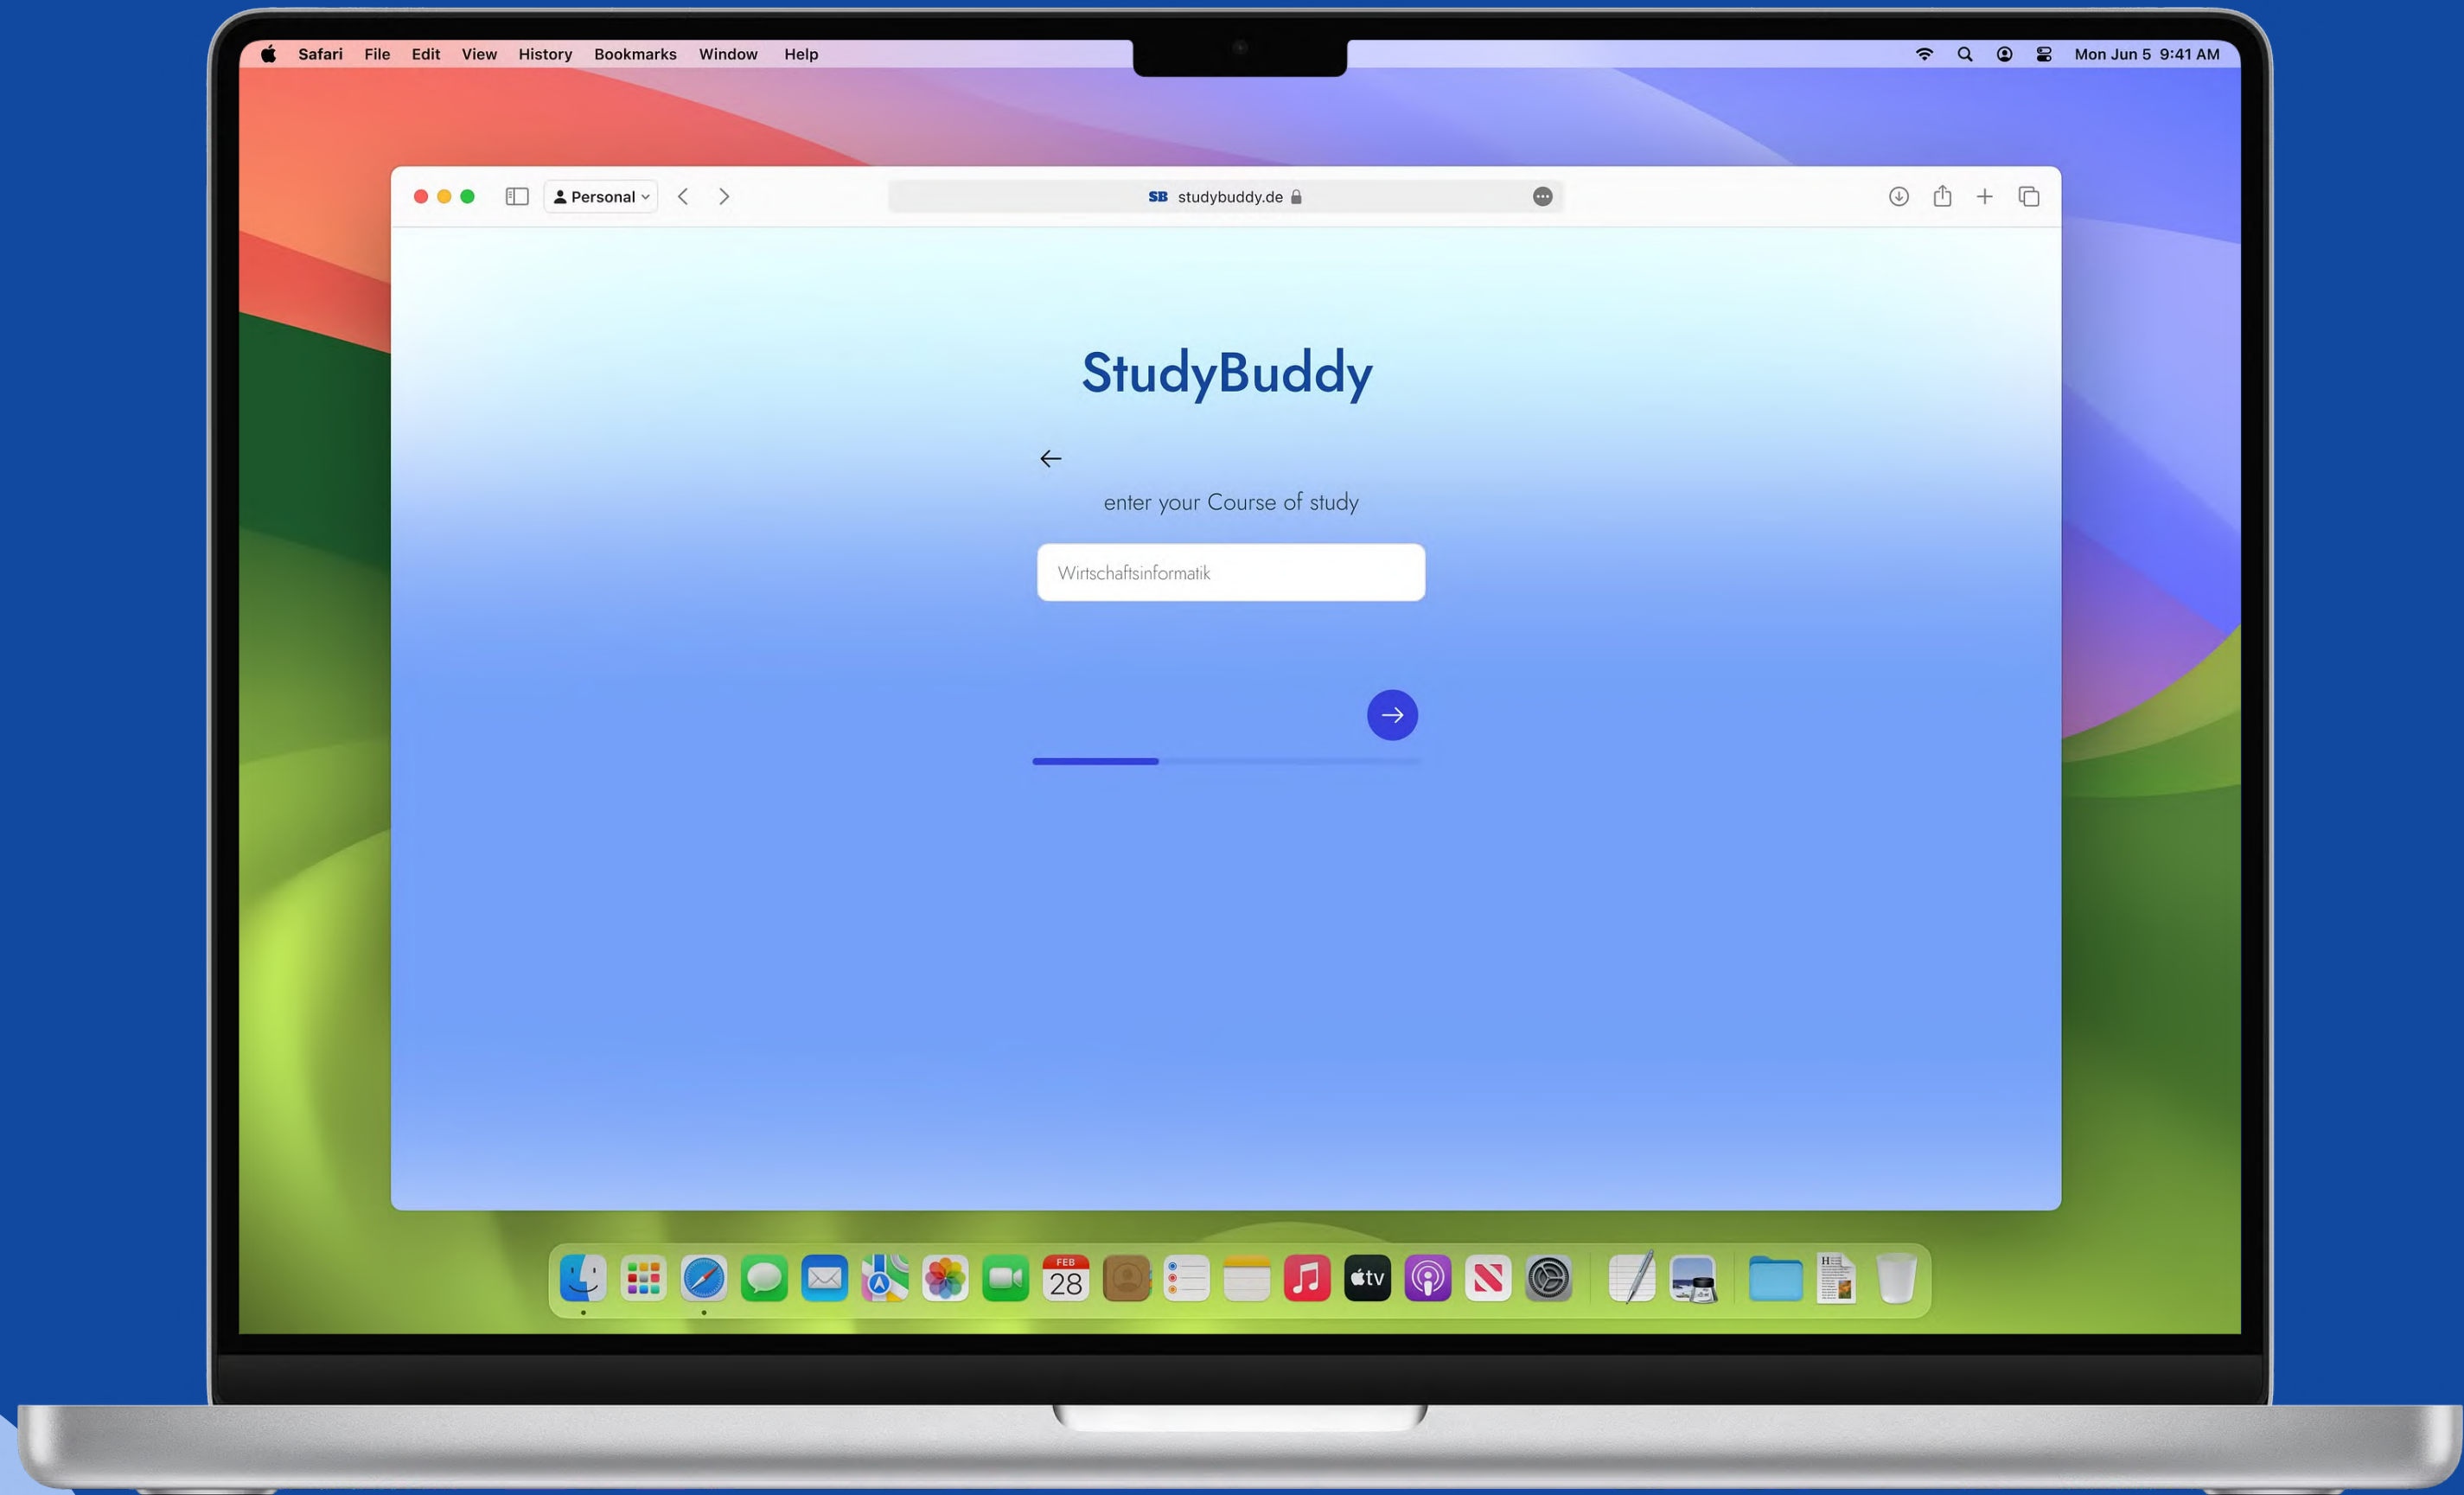 Safari File Edit View History Bookmarks Window Help Mon Jun 5 9:41 AM
Personal SB studybuddy.de
StudyBuddy
enter your Course of study
Wirtschaftsinformatik
FEB
28
tv